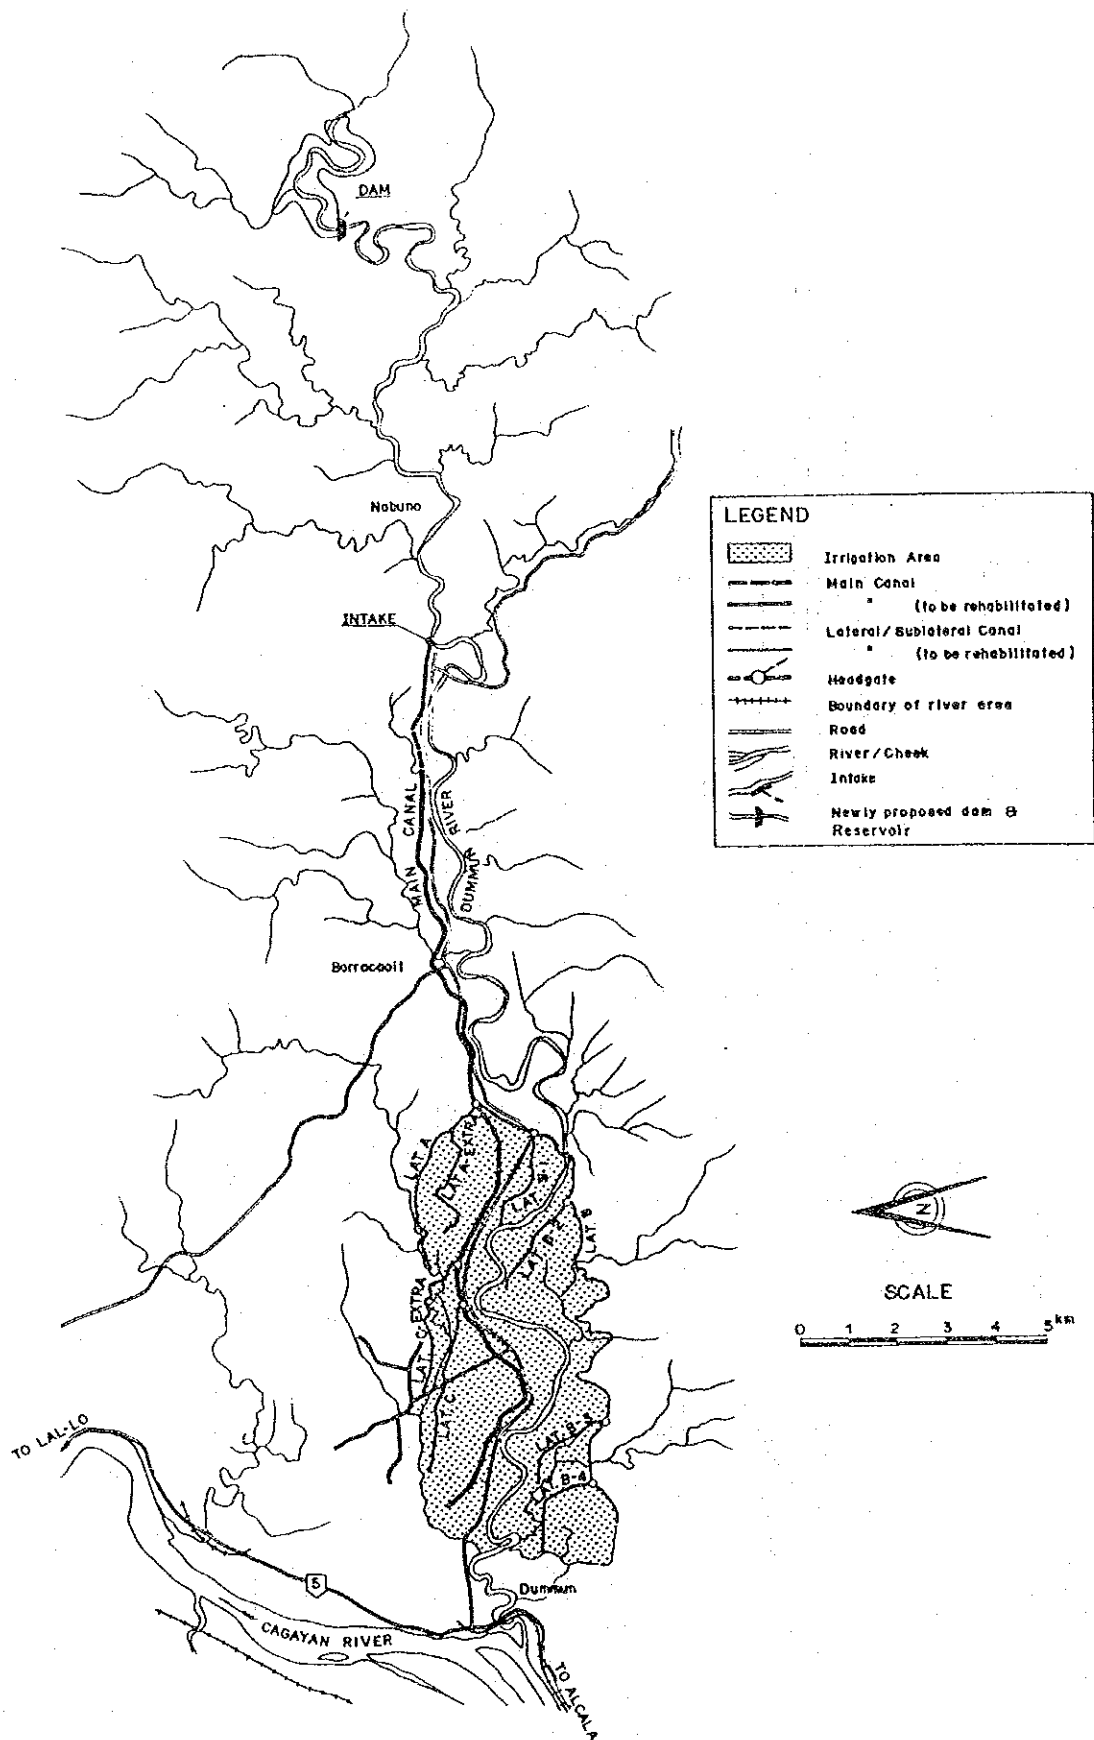 DAM
Nabuno
INTAKE
LEGEND
Irrigation Area
Main Canal
" (to be rehabilitated)
Lateral/Sublateral Canal
" (to be rehabilitated)
Headgate
Boundary of river area
Road
River/Cheek
Intake
Newly proposed dam &
Reservoir
MAIN CANAL
DUMMUN RIVER
LAT A
LAT A-EXTRA
LAT. B-2
LAT. B
N
SCALE
0 1 2 3 4 5 km
LAT. C-EXTRA
LAT. C
LAT. B-3
LAT. B-4
TO LAL-LO
5
Dummun
CAGAYAN RIVER
TO ALCALA